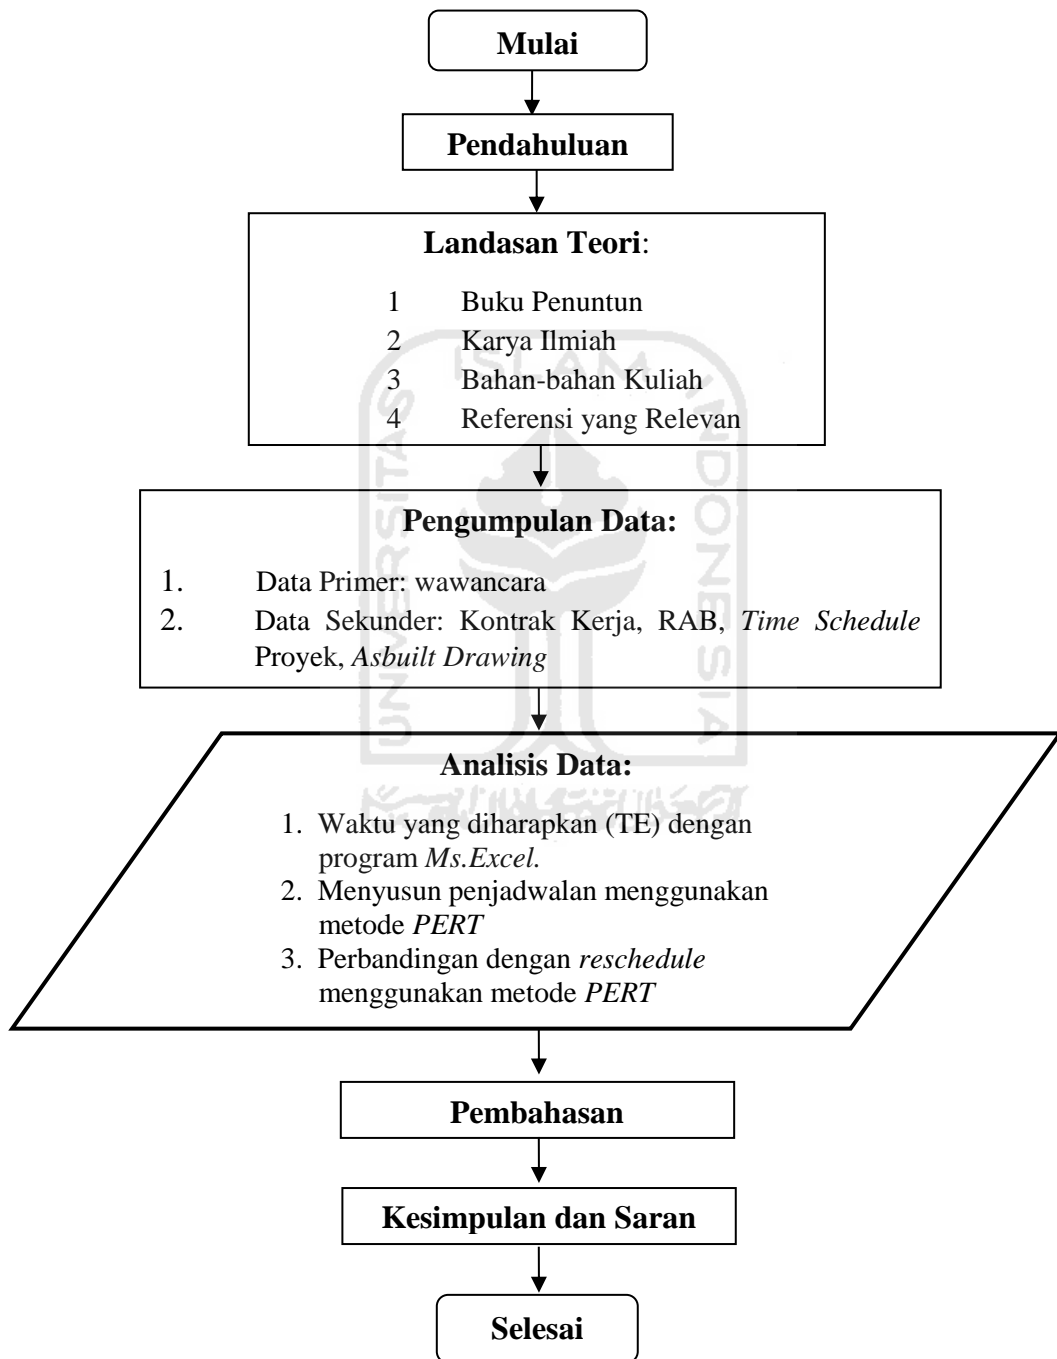 Mulai
Pendahuluan
Landasan Teori:
1 Buku Penuntun
2 Karya Ilmiah
3 Bahan-bahan Kuliah
4 Referensi yang Relevan
Pengumpulan Data:
1. Data Primer: wawancara
2. Data Sekunder: Kontrak Kerja, RAB, Time Schedule
Proyek, Asbuilt Drawing
Analisis Data:
1. Waktu yang diharapkan (TE) dengan
program Ms.Excel.
2. Menyusun penjadwalan menggunakan
metode PERT
3. Perbandingan dengan reschedule
menggunakan metode PERT
Pembahasan
Kesimpulan dan Saran
Selesai
UNIVERSITAS
ISLAM
INDONESIA